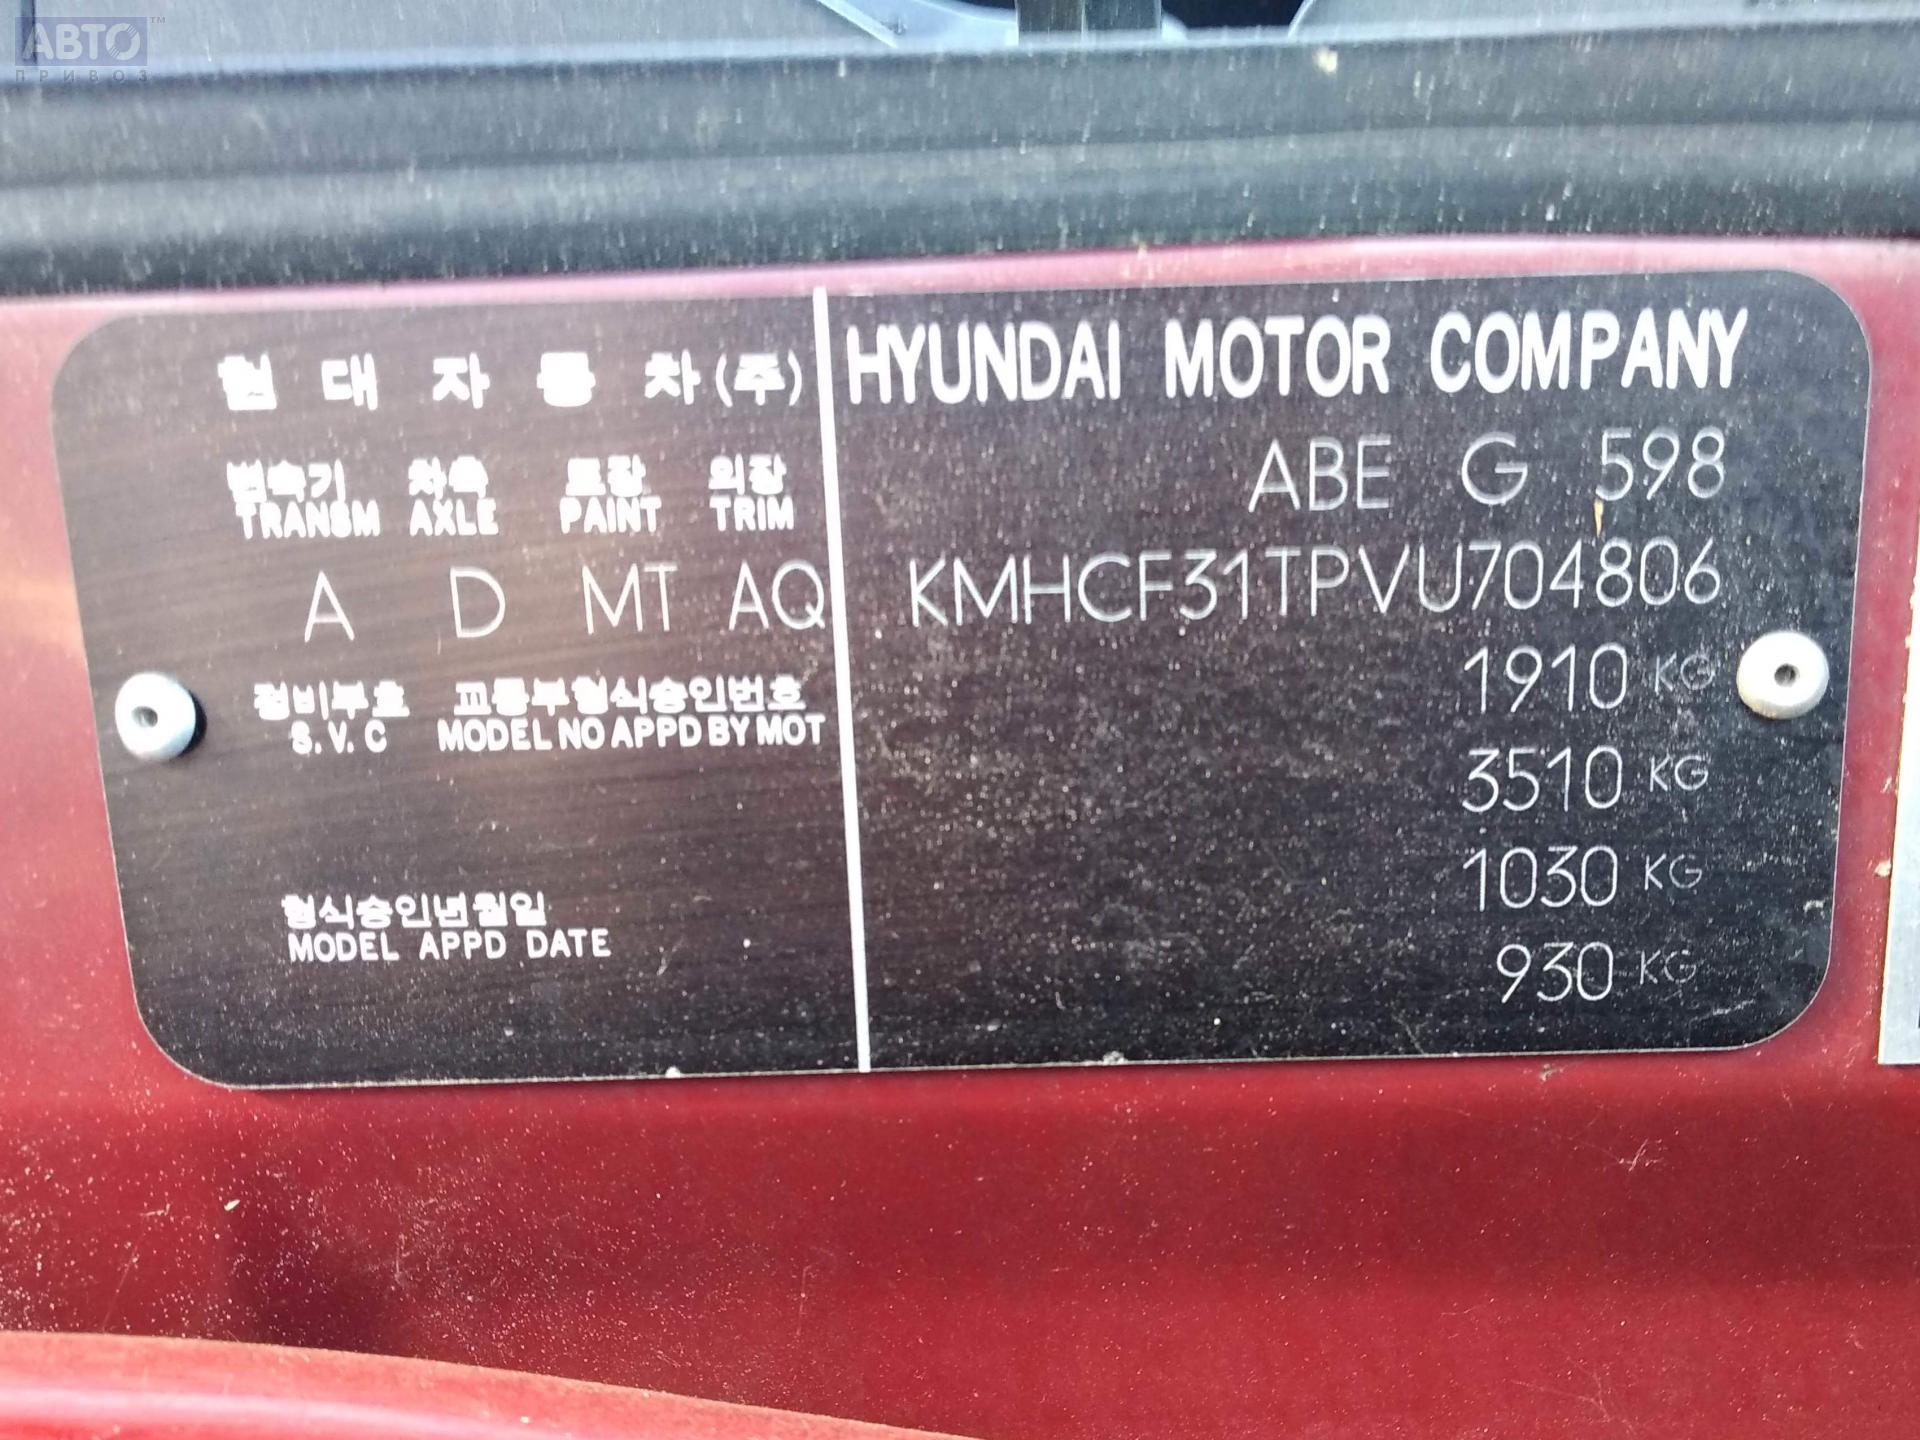 АВТО™
ПРИВОЗ
현대자동차(주)
변속기 차축 도장 의장
TRANSM AXLE PAINT TRIM
A D MT AQ
정비부호 교통부형식승인번호
S.V.C MODEL NO APPD BY MOT
형식승인년월일
MODEL APPD DATE
HYUNDAI MOTOR COMPANY
ABE G 598
KMHCF31TPVU704806
1910 KG
3510 KG
1030 KG
930 KG